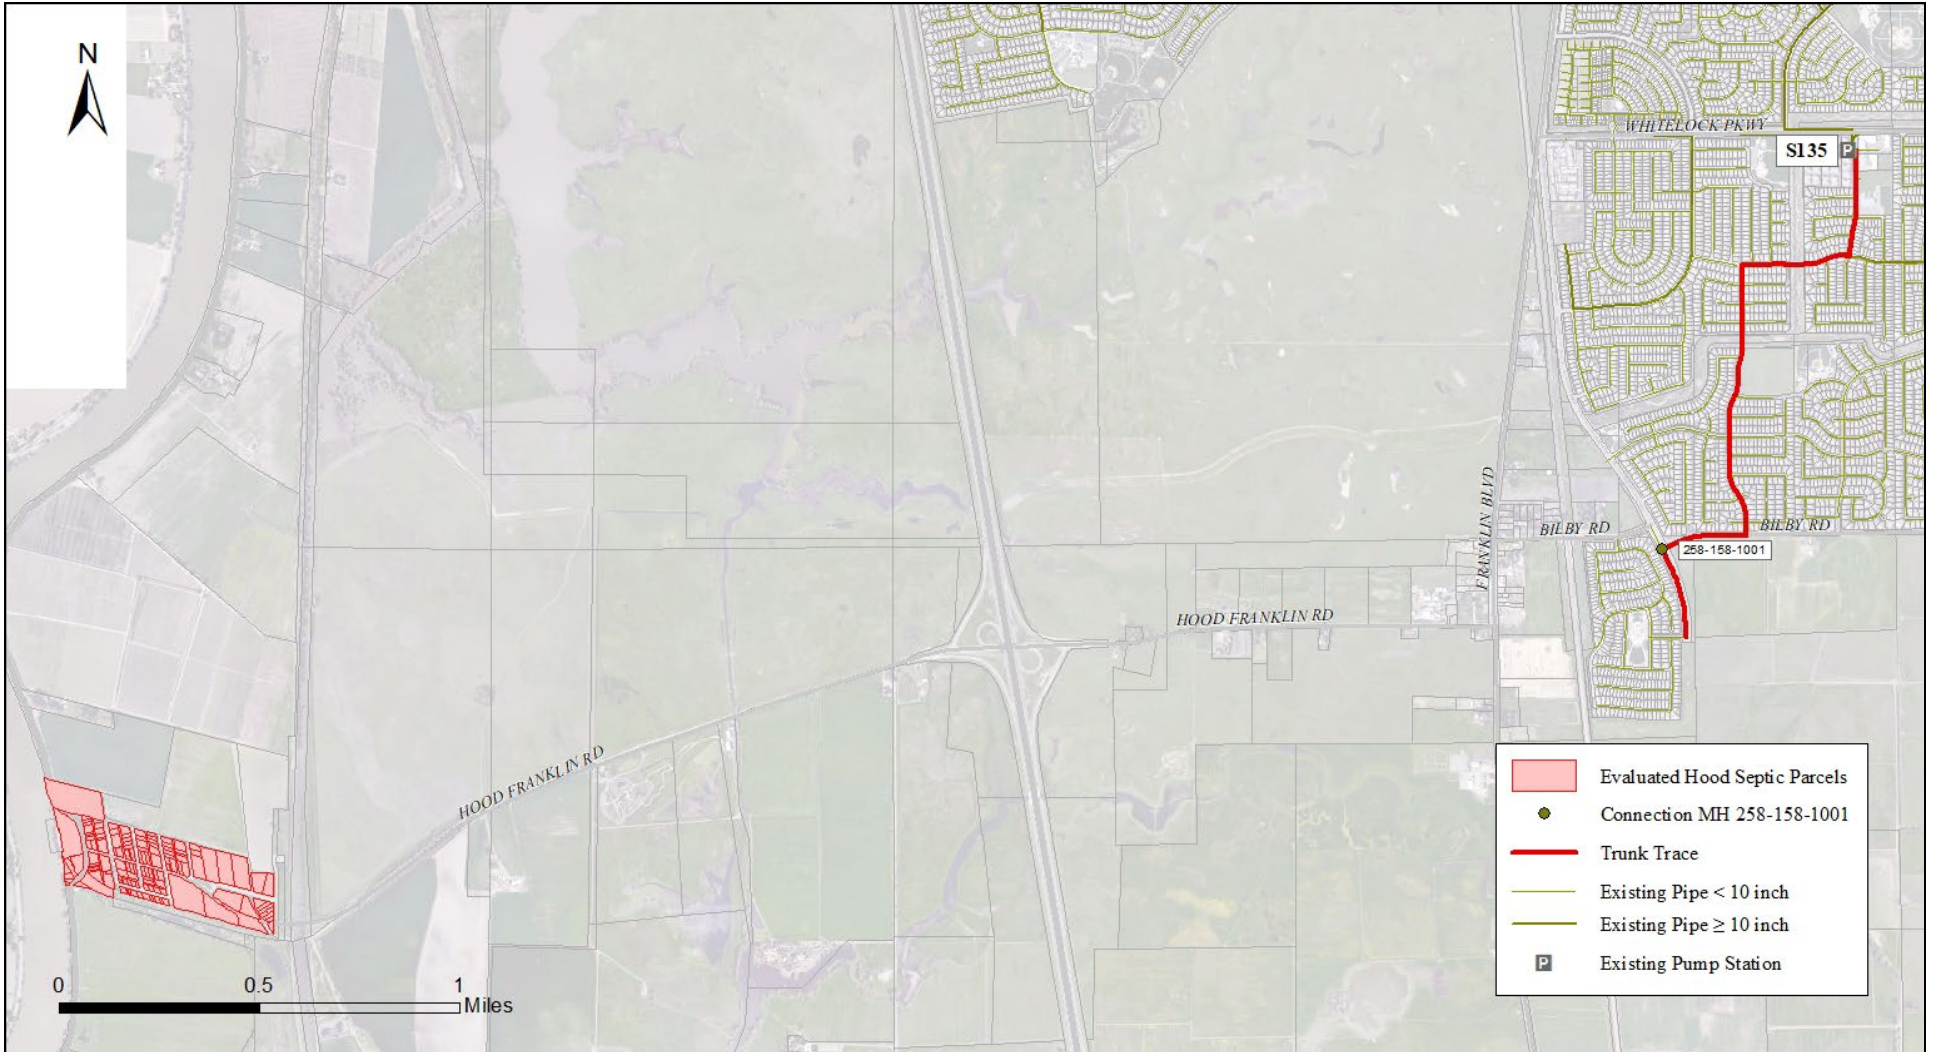 N
WHITELOCK PKWY
S135
P
FRANKLIN BLVD
BILBY RD
BILBY RD
258-158-1001
HOOD FRANKLIN RD
HOOD FRANKLIN RD
Evaluated Hood Septic Parcels
Connection MH 258-158-1001
Trunk Trace
Existing Pipe < 10 inch
Existing Pipe ≥ 10 inch
P Existing Pump Station
0 0.5 1
Miles